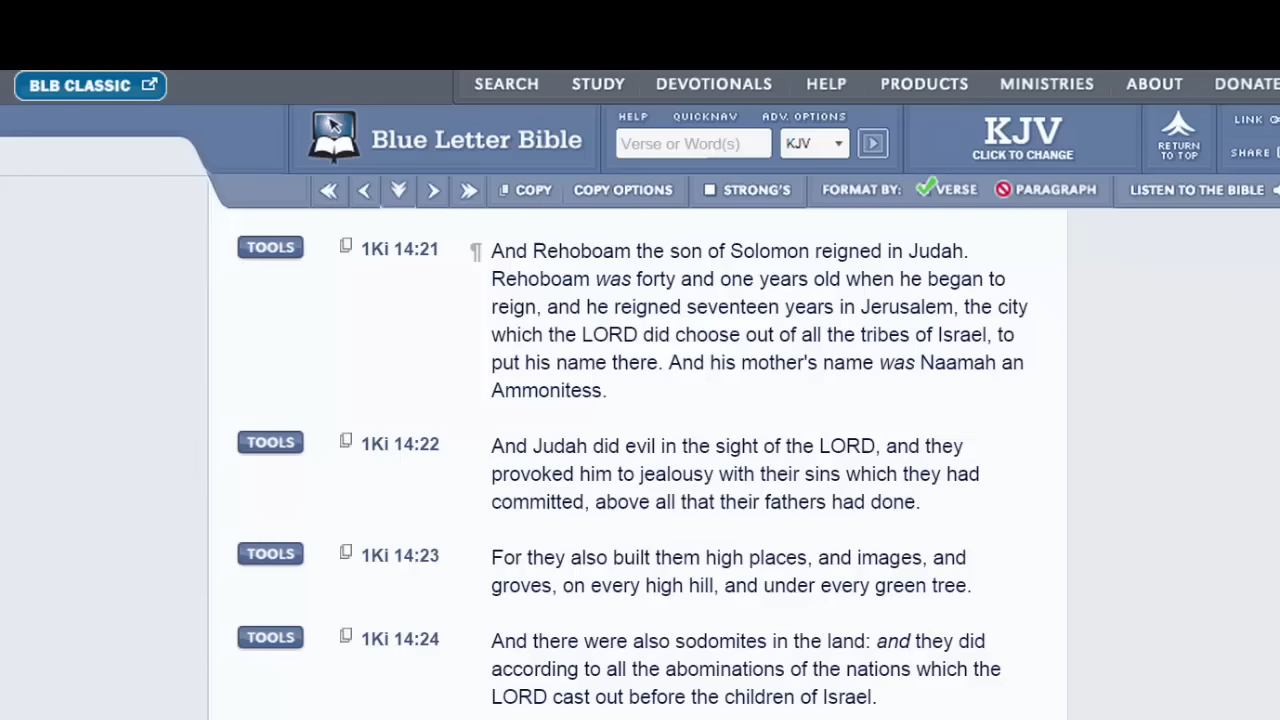 BLB CLASSIC
SEARCH STUDY DEVOTIONALS HELP PRODUCTS MINISTRIES ABOUT DONATE
HELP QUICKNAV ADV. OPTIONS
Blue Letter Bible
Verse or Word(s) KJV
KJV
CLICK TO CHANGE
RETURN
TO TOP
LINK
SHARE
COPY COPY OPTIONS STRONG'S FORMAT BY: VERSE PARAGRAPH LISTEN TO THE BIBLE
TOOLS 1Ki 14:21 ¶ And Rehoboam the son of Solomon reigned in Judah.
Rehoboam was forty and one years old when he began to
reign, and he reigned seventeen years in Jerusalem, the city
which the LORD did choose out of all the tribes of Israel, to
put his name there. And his mother's name was Naamah an
Ammonitess.
TOOLS 1Ki 14:22 And Judah did evil in the sight of the LORD, and they
provoked him to jealousy with their sins which they had
committed, above all that their fathers had done.
TOOLS 1Ki 14:23 For they also built them high places, and images, and
groves, on every high hill, and under every green tree.
TOOLS 1Ki 14:24 And there were also sodomites in the land: and they did
according to all the abominations of the nations which the
LORD cast out before the children of Israel.